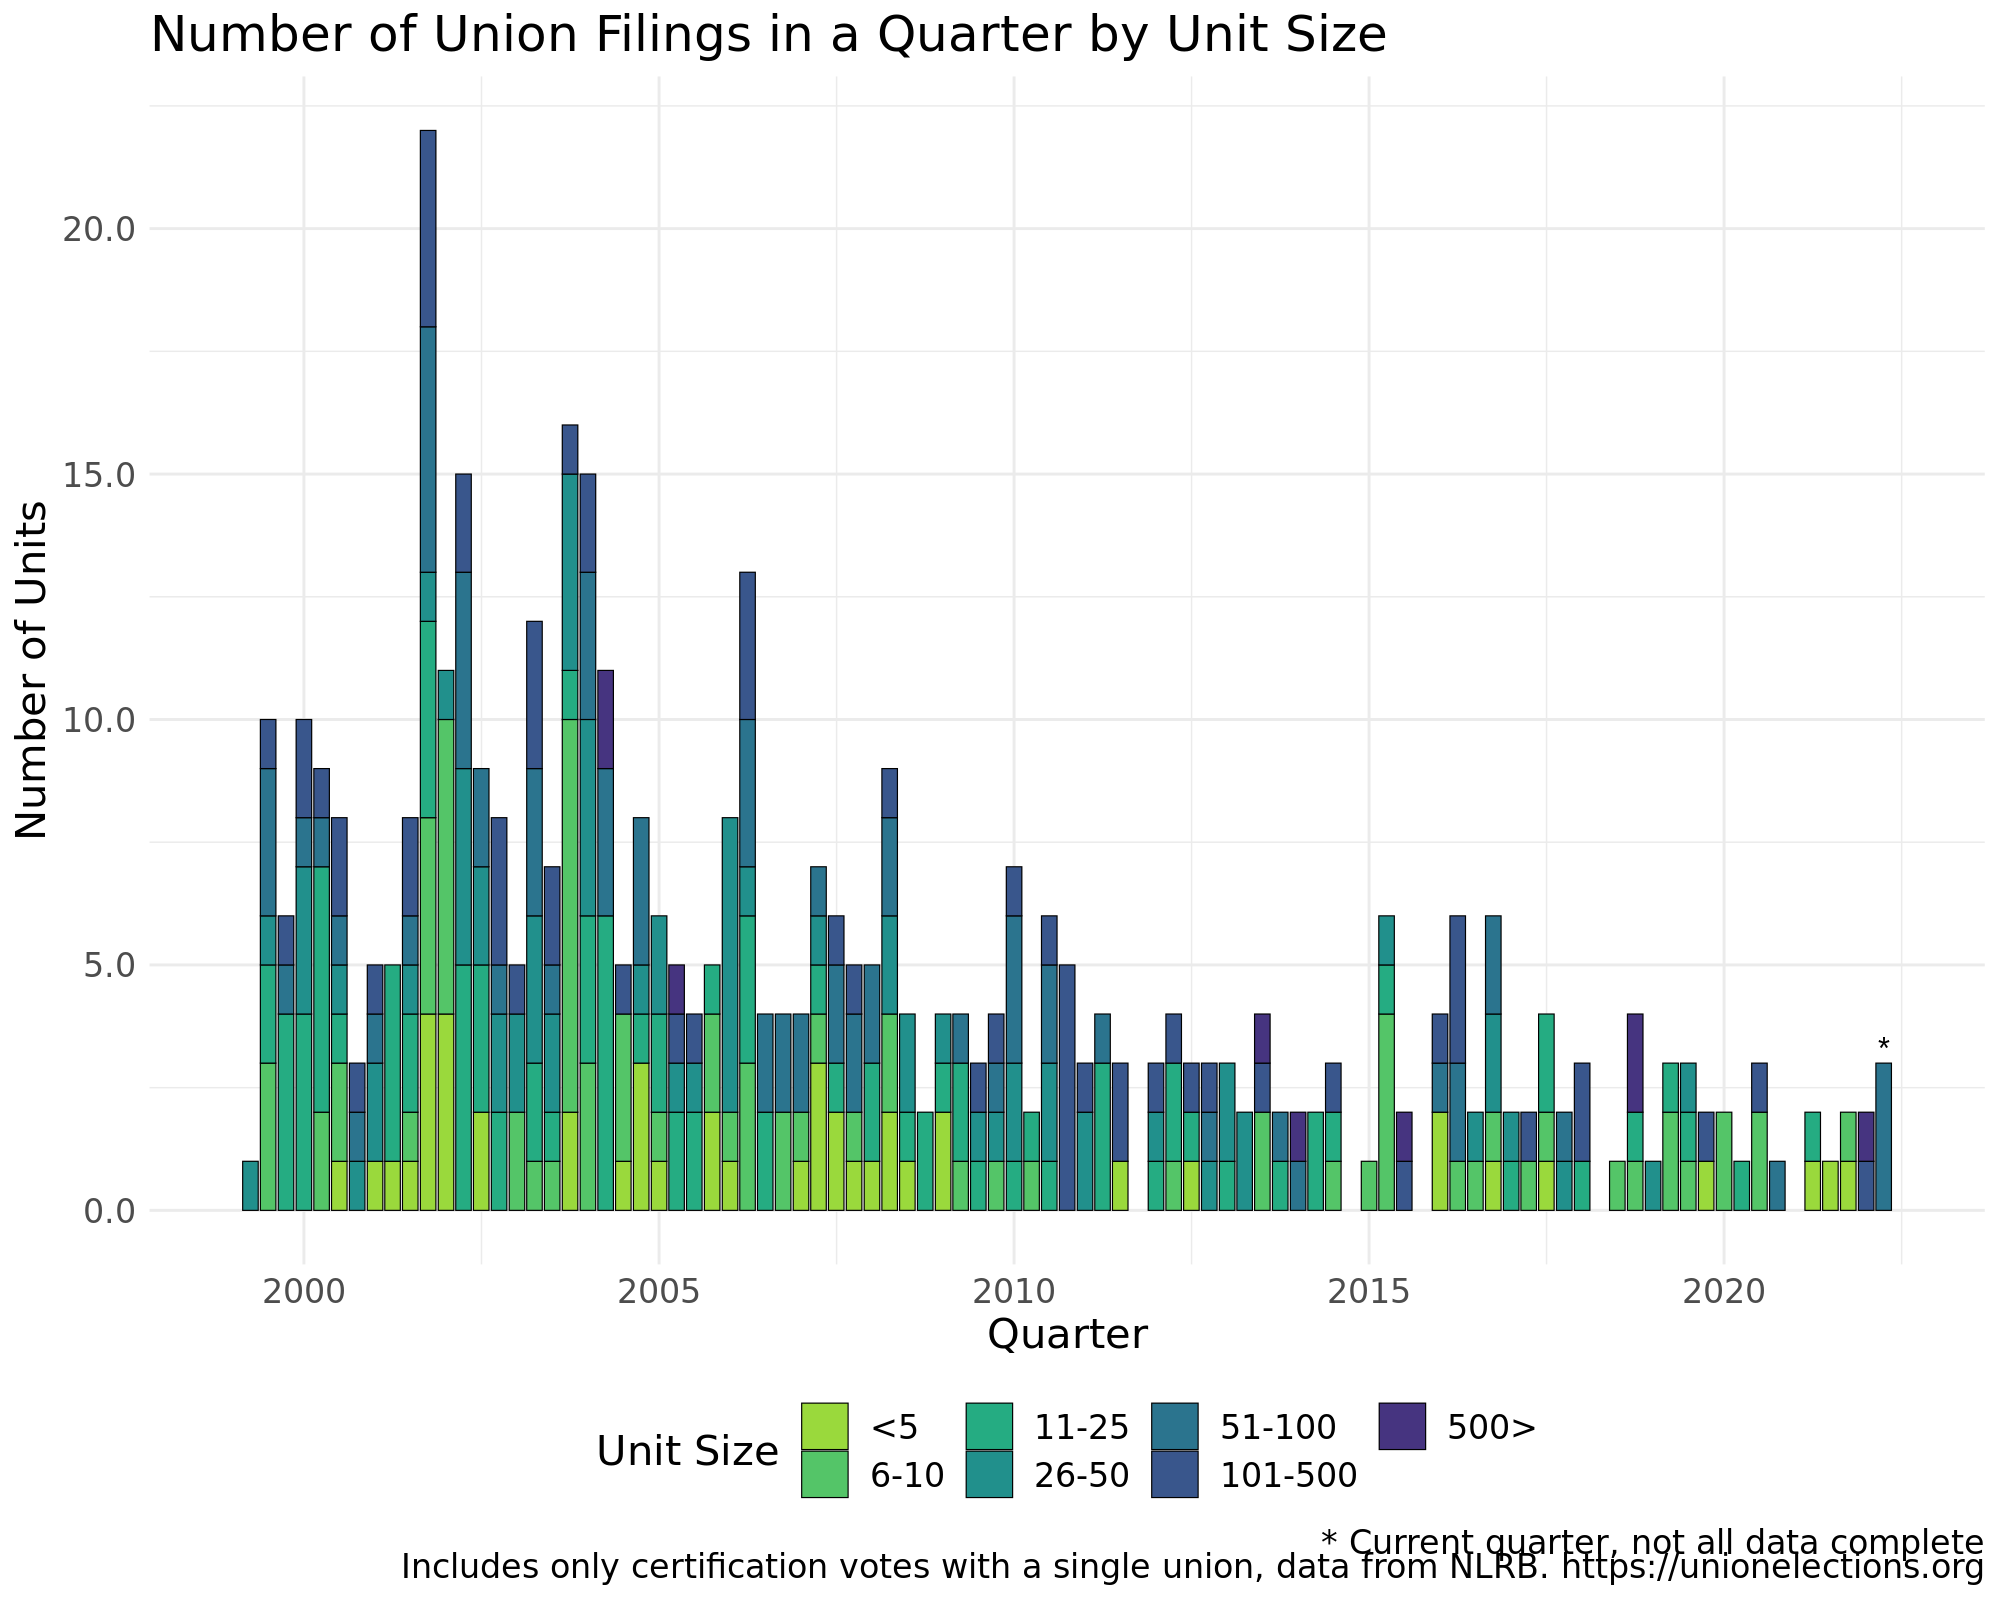 Number of Union Filings in a Quarter by Unit Size
Number of Units
20.0
15.0
10.0
5.0
0.0
*
2000 2005 2010 2015 2020
Quarter
Unit Size
<5 11-25 51-100 500>
6-10 26-50 101-500
* Current quarter, not all data complete
Includes only certification votes with a single union, data from NLRB. https://unionelections.org